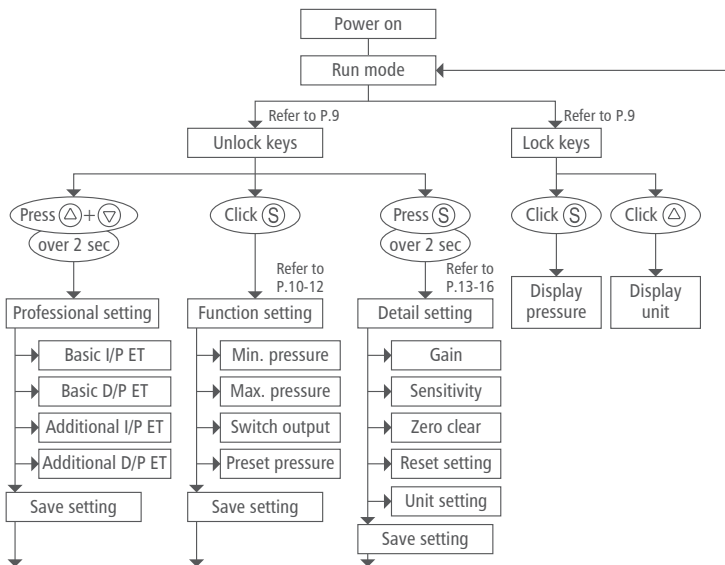 Power on
Run mode
Refer to P.9
Refer to P.9
Unlock keys
Lock keys
Press △+▽
over 2 sec
Click Ⓢ
Press Ⓢ
over 2 sec
Click Ⓢ
Click △
Refer to
P.10-12
Refer to
P.13-16
Display
pressure
Display
unit
Professional setting
Basic I/P ET
Basic D/P ET
Additional I/P ET
Additional D/P ET
Save setting
Function setting
Min. pressure
Max. pressure
Switch output
Preset pressure
Save setting
Detail setting
Gain
Sensitivity
Zero clear
Reset setting
Unit setting
Save setting